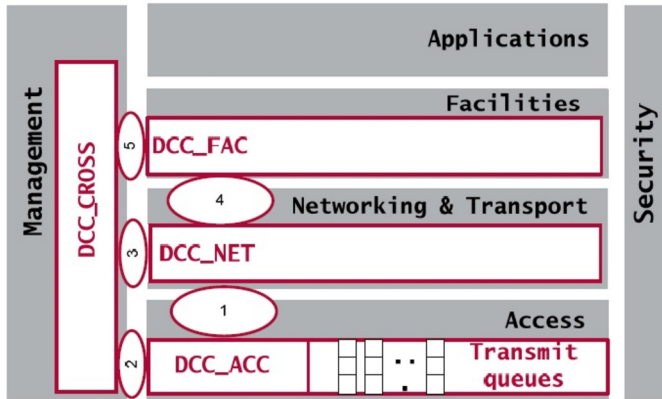 Applications
Management
DCC_CROSS
Security
Facilities
5
DCC_FAC
4
Networking & Transport
3
DCC_NET
1
Access
2
DCC_ACC
Transmit
queues